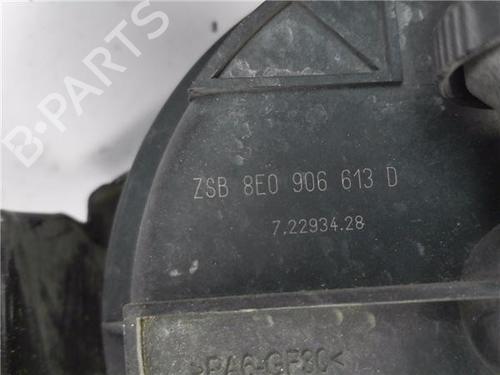 B-PARTS
ZSB 8E0 906 613 D
7.22934.28
>PA6-GF30<